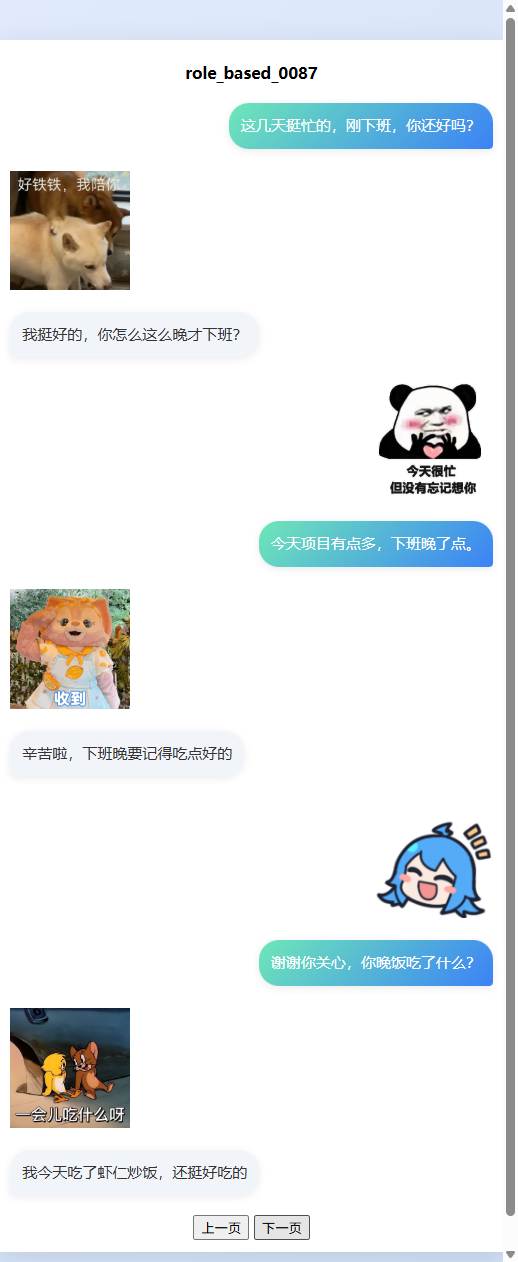 role_based_0087
这几天挺忙的，刚下班，你还好吗？
好铁铁，我陪你
我挺好的，你怎么这么晚才下班？
今天很忙
但没有忘记想你
今天项目有点多，下班晚了点。
收到
辛苦啦，下班晚要记得吃点好的
谢谢你关心，你晚饭吃了什么？
一会儿吃什么呀
我今天吃了虾仁炒饭，还挺好吃的
上一页 下一页